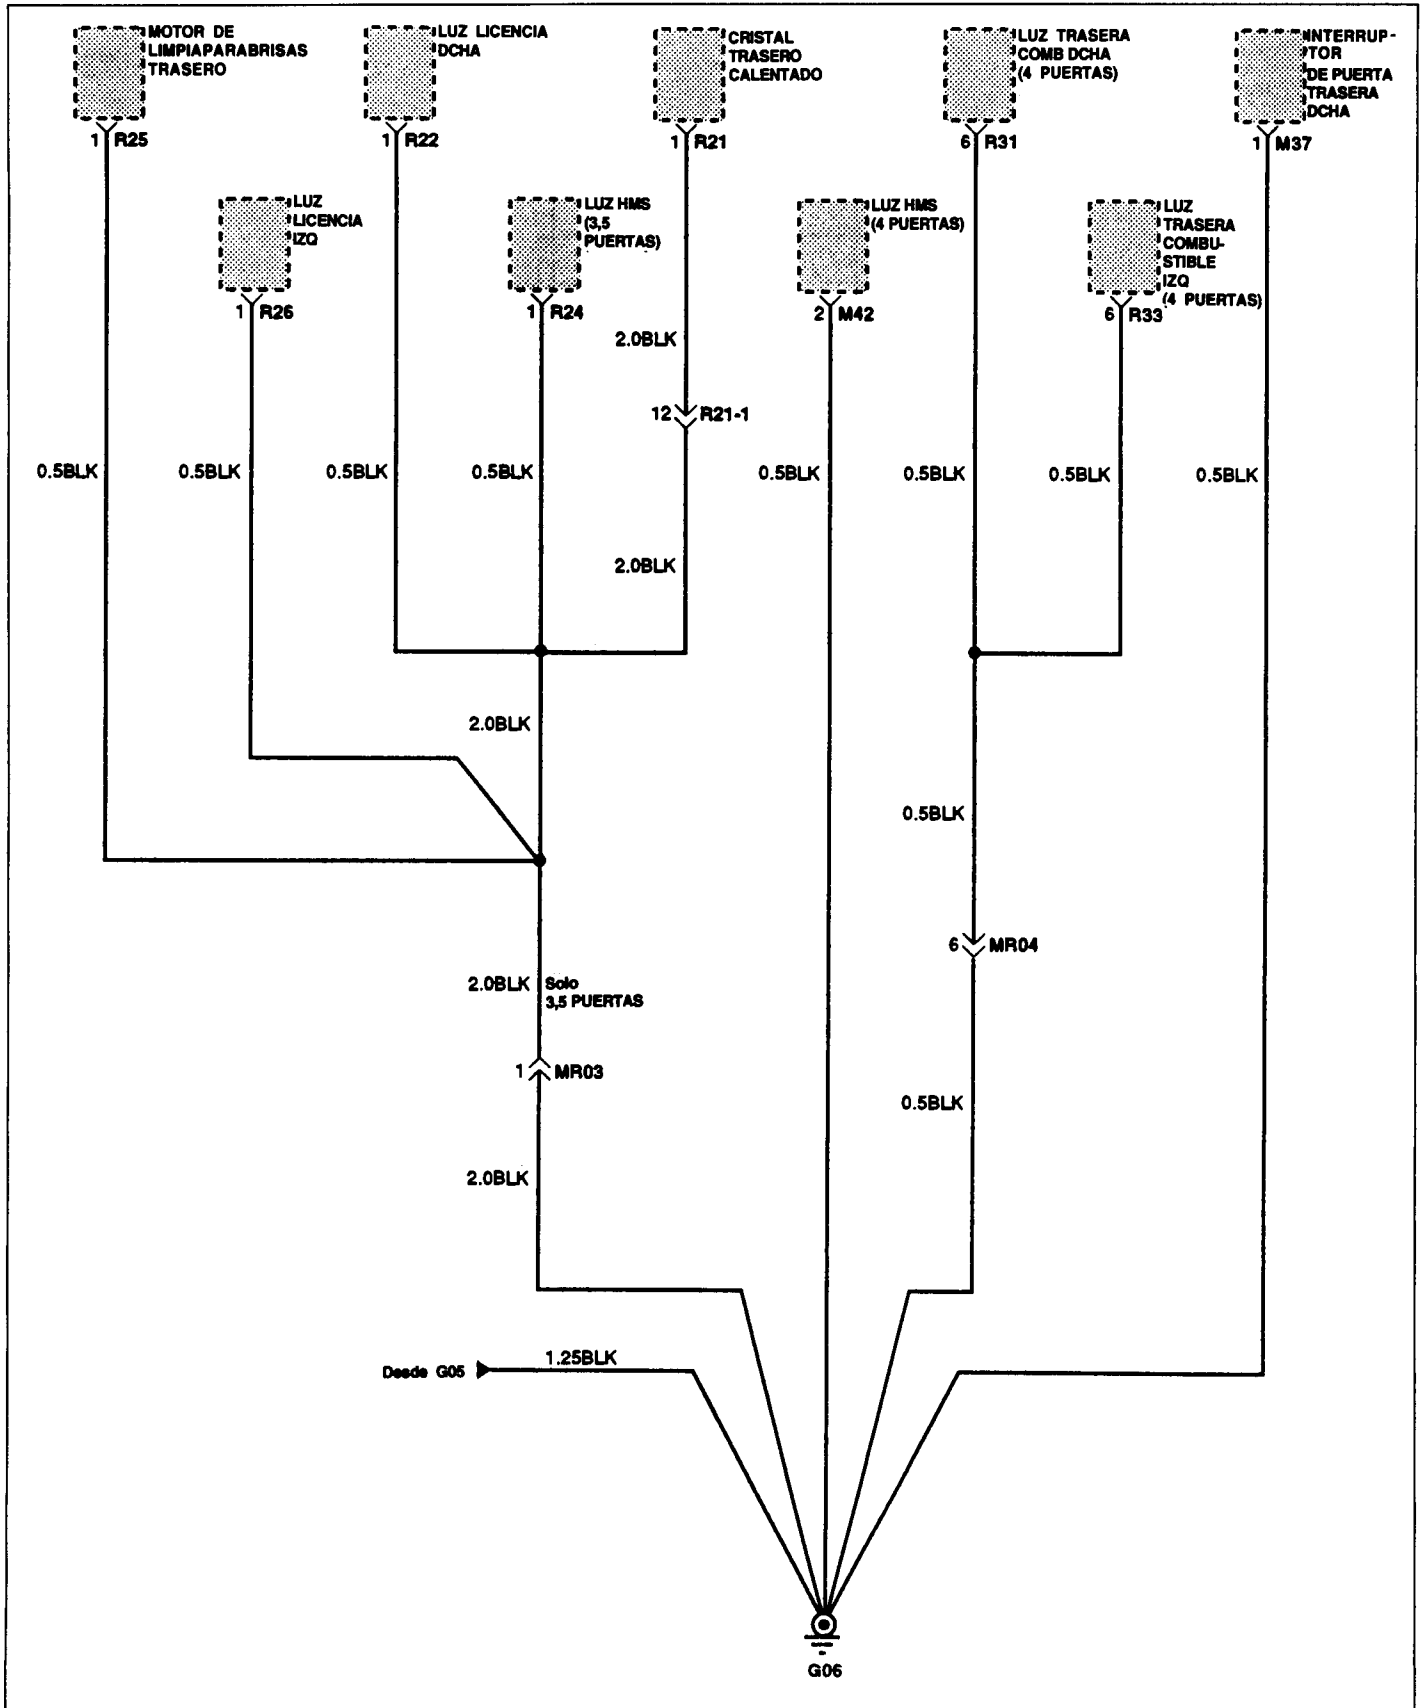 MOTOR DE
LIMPIAPARABRISAS
TRASERO
1 R25
LUZ LICENCIA
DCHA
1 R22
CRISTAL
TRASERO
CALENTADO
1 R21
LUZ TRASERA
COMB DCHA
(4 PUERTAS)
6 R31
INTERRUP-
TOR
DE PUERTA
TRASERA
DCHA
1 M37
LUZ
LICENCIA
IZQ
1 R26
LUZ HMS
(3,5
PUERTAS)
1 R24
LUZ HMS
(4 PUERTAS)
2 M42
LUZ
TRASERA
COMBU-
STIBLE
IZQ
(4 PUERTAS)
6 R33
2.0BLK
12 R21-1
0.5BLK
0.5BLK
0.5BLK
0.5BLK
0.5BLK
0.5BLK
0.5BLK
0.5BLK
2.0BLK
2.0BLK
0.5BLK
6 MR04
2.0BLK
Solo
3,5 PUERTAS
1 MR03
0.5BLK
2.0BLK
1.25BLK
Desde G05
G06